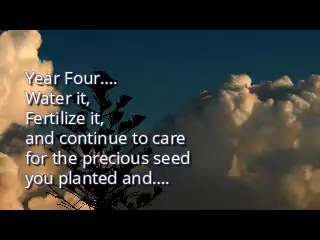 Year Four....
Water it,
Fertilize it,
and continue to care
for the precious seed
you planted and....